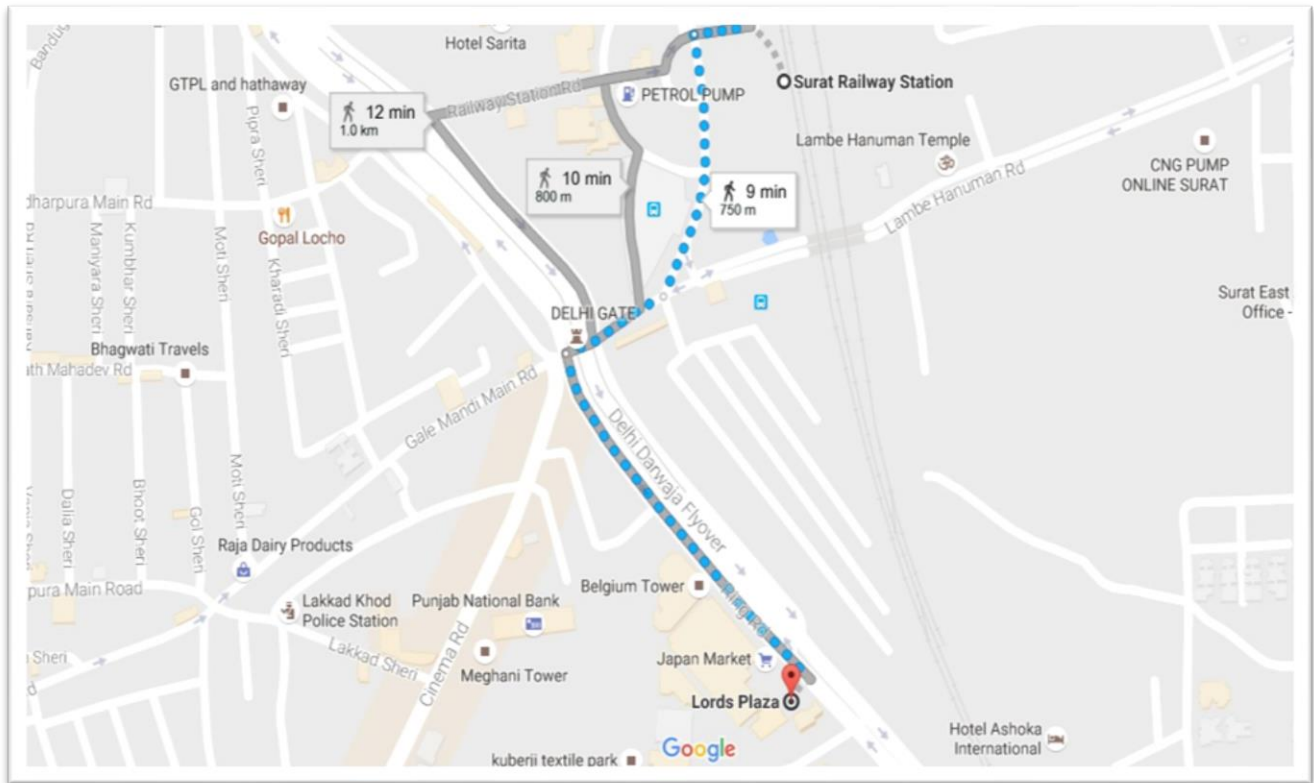 Bandug
Hotel Sarita
GTPL and hathaway
Surat Railway Station
12 min
1.0 km
Railway Station Rd
PETROL PUMP
Pipra Sheri
Lambe Hanuman Temple
CNG PUMP
ONLINE SURAT
10 min
800 m
9 min
750 m
Lambe Hanuman Rd
dharpura Main Rd
Gopal Locho
Maniyara Sheri
Kumbhar Sheri
Moti Sheri
Kharadi Sheri
Surat East
Office -
DELHI GATE
Bhagwati Travels
ath Mahadev Rd
Gale Mandi Main Rd
Delhi Darwaja Flyover
Dalia Sheri
Bhoot Sheri
Gol Sheri
Moti Sheri
Raja Dairy Products
pura Main Road
Belgium Tower
Ring Rd
Lakkad Khod
Police Station
Punjab National Bank
Sheri
Lakkad Sheri
Cinema Rd
Meghani Tower
Japan Market
Lords Plaza
Hotel Ashoka
International
Google
kuberji textile park